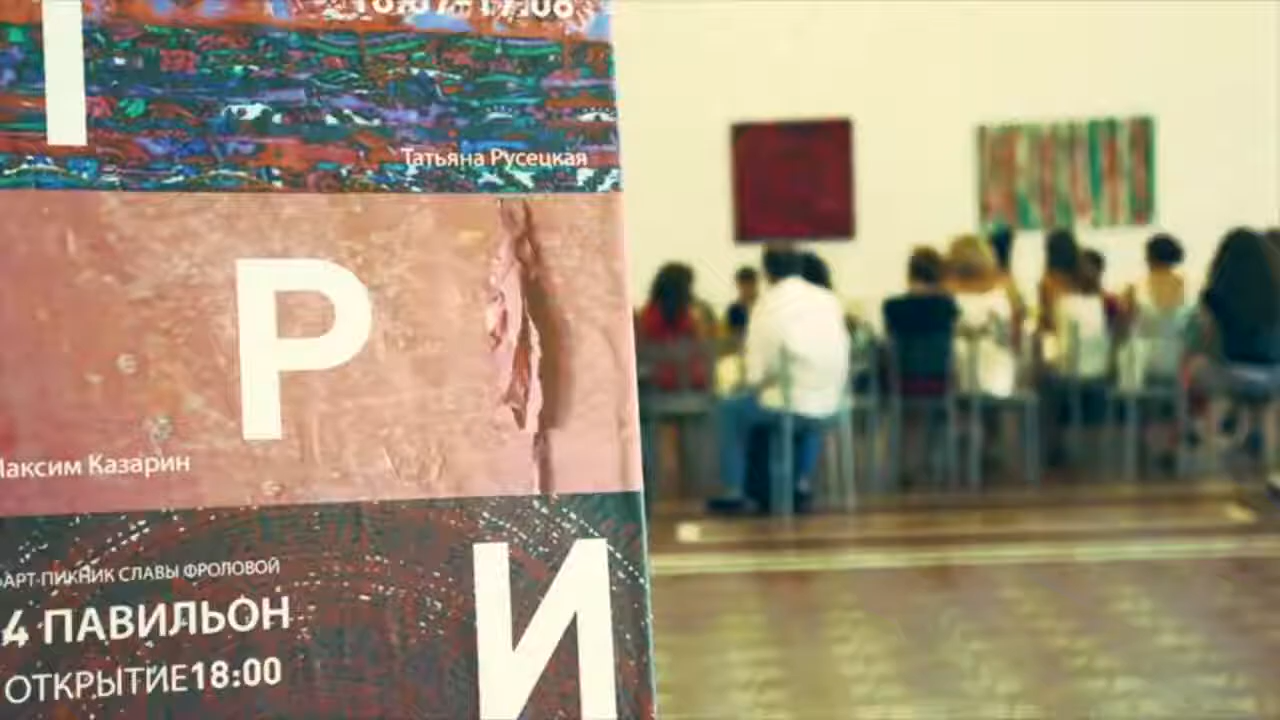 Т
Татьяна Русецкая
Р
Максим Казарин
АРТ-ПИКНИК СЛАВЫ ФРОЛОВОЙ
4 ПАВИЛЬОН
И
ОТКРЫТИЕ18:00